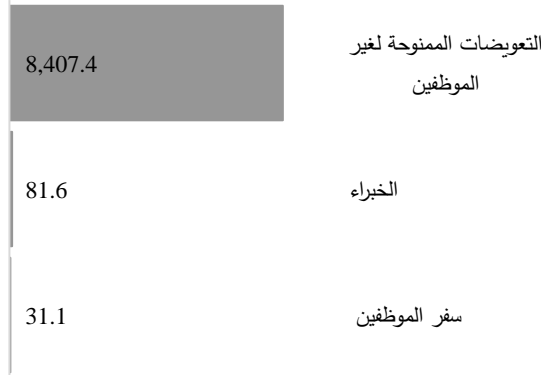 التعويضات الممنوحة لغير
الموظفين
8,407.4
الخبراء
81.6
سفر الموظفين
31.1